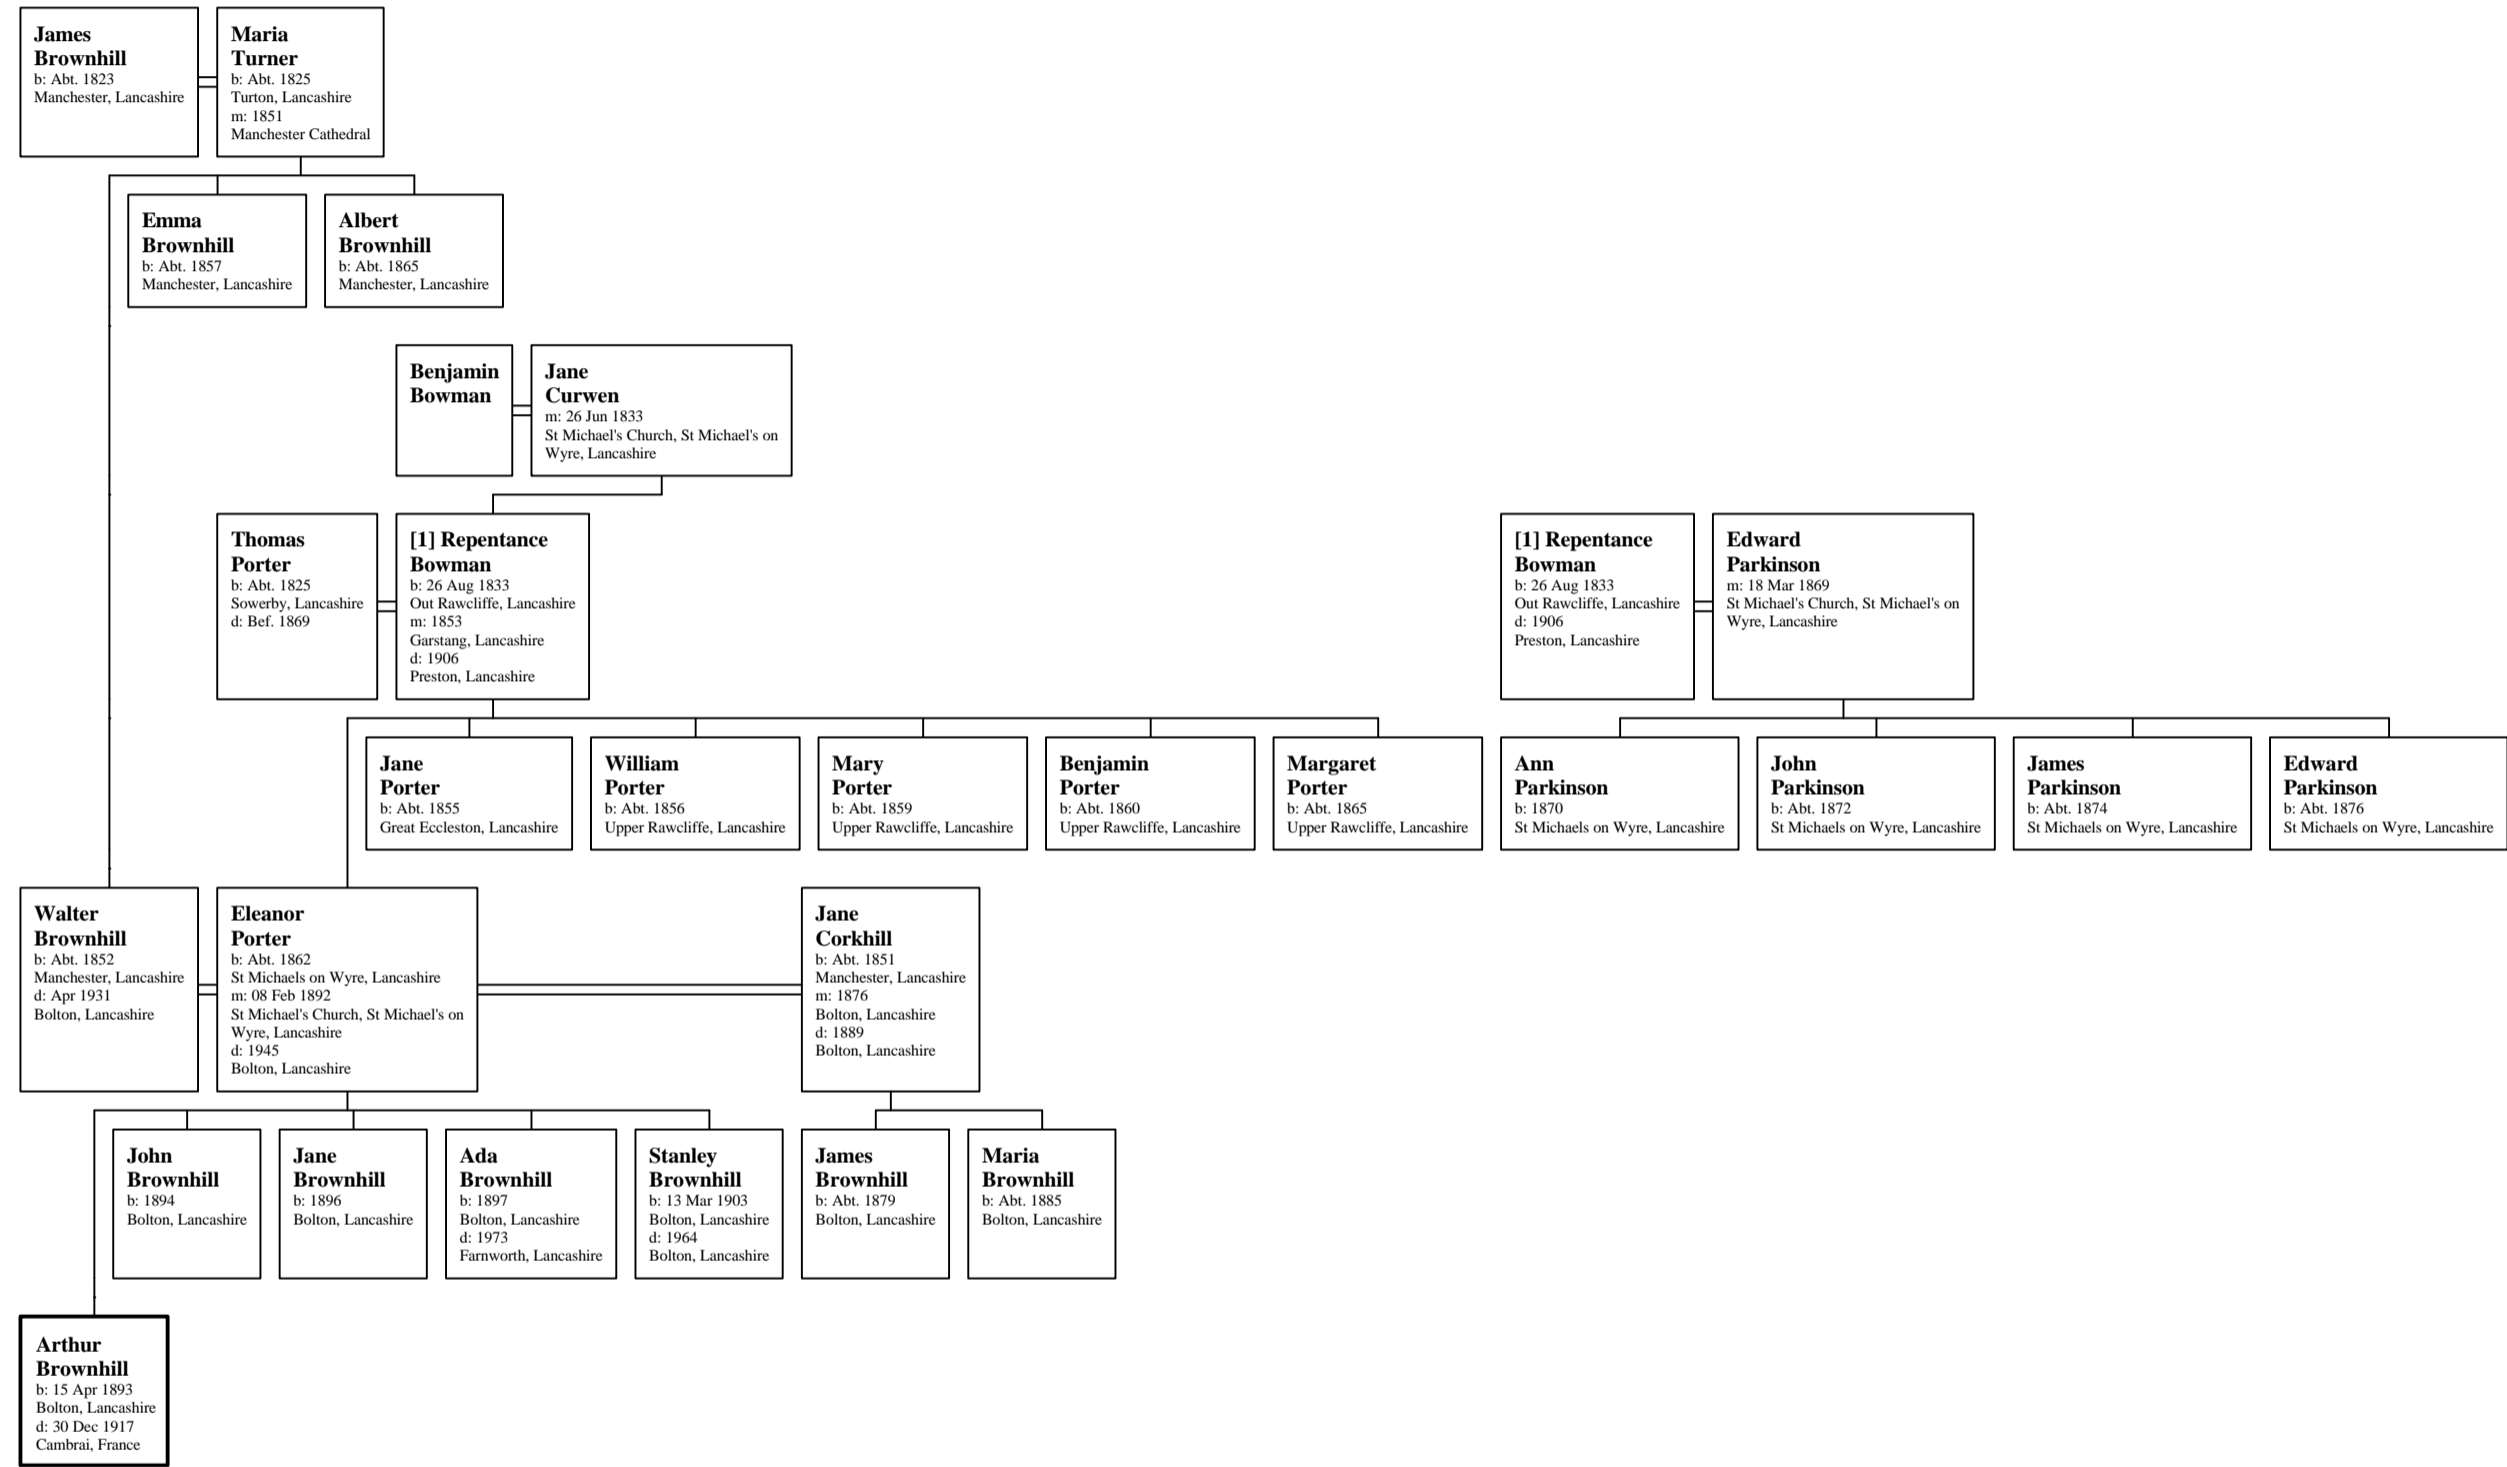 James
Brownhill
b: Abt. 1823
Manchester, Lancashire
Maria
Turner
b: Abt. 1825
Turton, Lancashire
m: 1851
Manchester Cathedral
Emma
Brownhill
b: Abt. 1857
Manchester, Lancashire
Albert
Brownhill
b: Abt. 1865
Manchester, Lancashire
Benjamin
Bowman
Jane
Curwen
m: 26 Jun 1833
St Michael's Church, St Michael's on
Wyre, Lancashire
Thomas
Porter
b: Abt. 1825
Sowerby, Lancashire
d: Bef. 1869
[1] Repentance
Bowman
b: 26 Aug 1833
Out Rawcliffe, Lancashire
m: 1853
Garstang, Lancashire
d: 1906
Preston, Lancashire
[1] Repentance
Bowman
b: 26 Aug 1833
Out Rawcliffe, Lancashire
d: 1906
Preston, Lancashire
Edward
Parkinson
m: 18 Mar 1869
St Michael's Church, St Michael's on
Wyre, Lancashire
Jane
Porter
b: Abt. 1855
Great Eccleston, Lancashire
William
Porter
b: Abt. 1856
Upper Rawcliffe, Lancashire
Mary
Porter
b: Abt. 1859
Upper Rawcliffe, Lancashire
Benjamin
Porter
b: Abt. 1860
Upper Rawcliffe, Lancashire
Margaret
Porter
b: Abt. 1865
Upper Rawcliffe, Lancashire
Ann
Parkinson
b: 1870
St Michaels on Wyre, Lancashire
John
Parkinson
b: Abt. 1872
St Michaels on Wyre, Lancashire
James
Parkinson
b: Abt. 1874
St Michaels on Wyre, Lancashire
Edward
Parkinson
b: Abt. 1876
St Michaels on Wyre, Lancashire
Walter
Brownhill
b: Abt. 1852
Manchester, Lancashire
d: Apr 1931
Bolton, Lancashire
Eleanor
Porter
b: Abt. 1862
St Michaels on Wyre, Lancashire
m: 08 Feb 1892
St Michael's Church, St Michael's on
Wyre, Lancashire
d: 1945
Bolton, Lancashire
Jane
Corkhill
b: Abt. 1851
Manchester, Lancashire
m: 1876
Bolton, Lancashire
d: 1889
Bolton, Lancashire
John
Brownhill
b: 1894
Bolton, Lancashire
Jane
Brownhill
b: 1896
Bolton, Lancashire
Ada
Brownhill
b: 1897
Bolton, Lancashire
d: 1973
Farnworth, Lancashire
Stanley
Brownhill
b: 13 Mar 1903
Bolton, Lancashire
d: 1964
Bolton, Lancashire
James
Brownhill
b: Abt. 1879
Bolton, Lancashire
Maria
Brownhill
b: Abt. 1885
Bolton, Lancashire
Arthur
Brownhill
b: 15 Apr 1893
Bolton, Lancashire
d: 30 Dec 1917
Cambrai, France